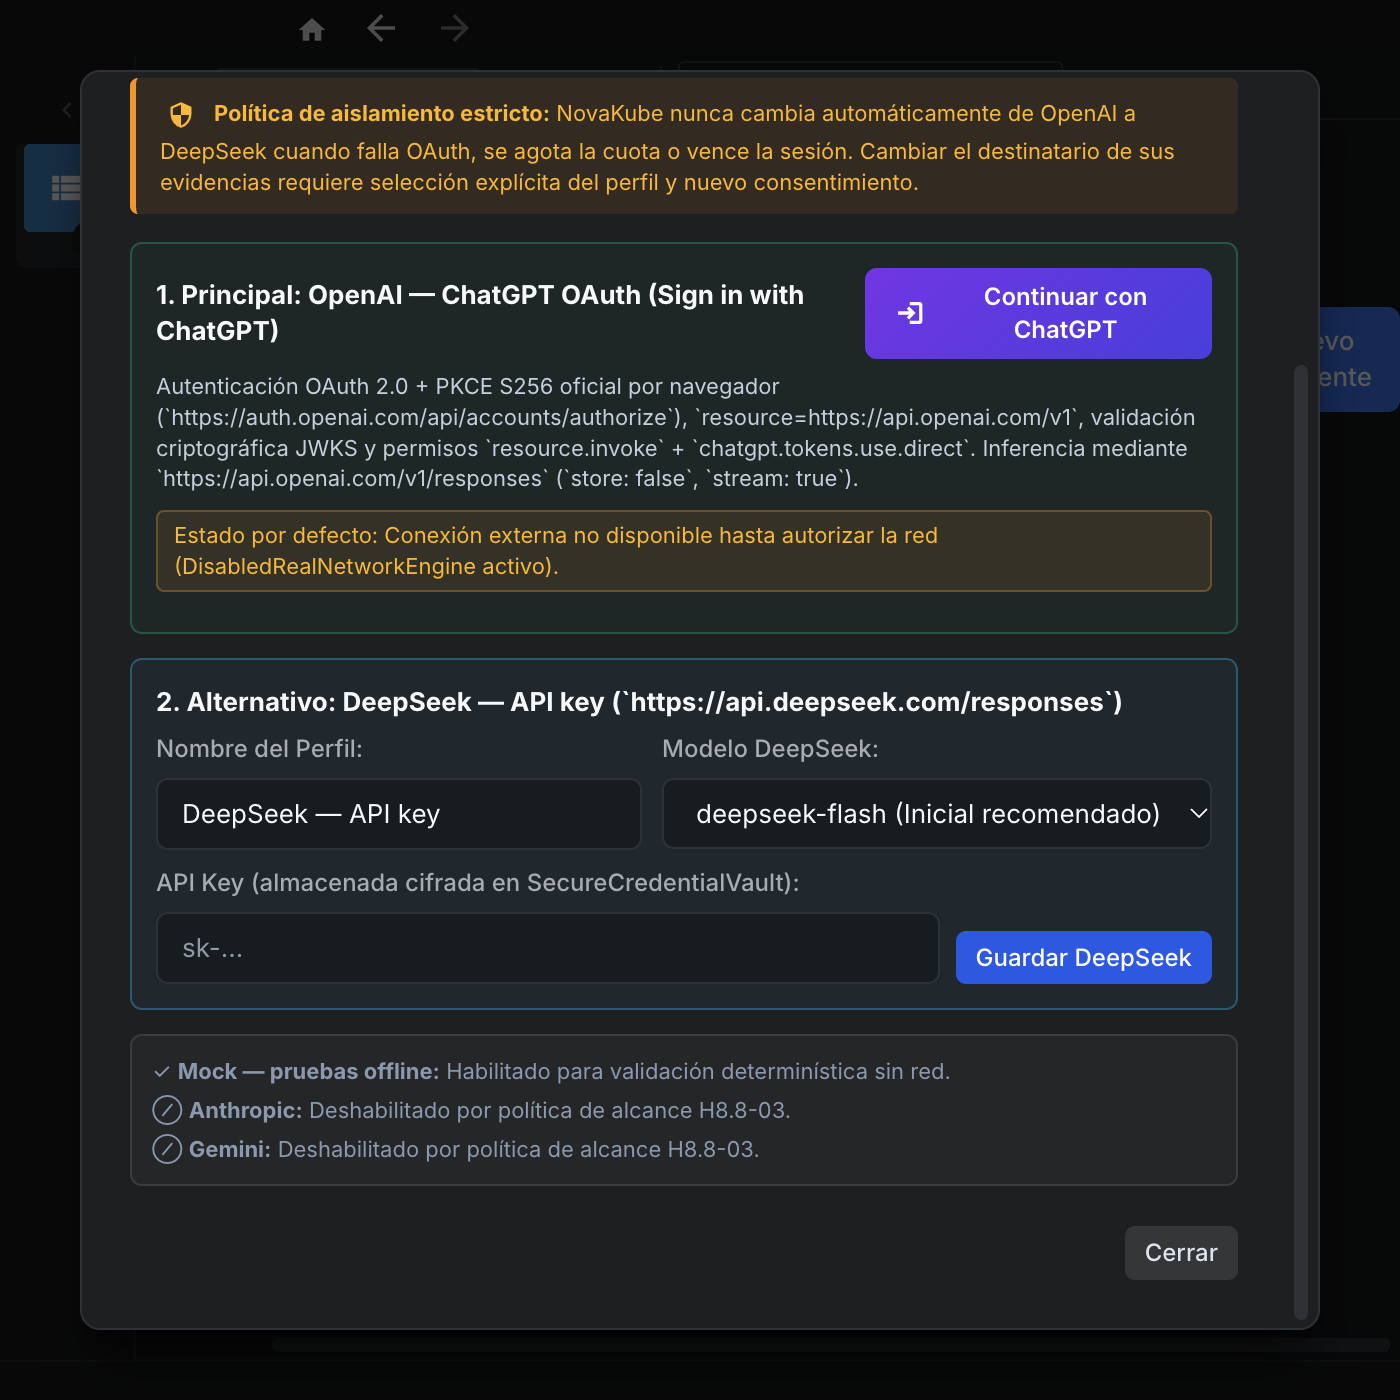 Política de aislamiento estricto: NovaKube nunca cambia automáticamente de OpenAI a
DeepSeek cuando falla OAuth, se agota la cuota o vence la sesión. Cambiar el destinatario de sus
evidencias requiere selección explícita del perfil y nuevo consentimiento.
1. Principal: OpenAI — ChatGPT OAuth (Sign in with
ChatGPT)
Continuar con
ChatGPT
Autenticación OAuth 2.0 + PKCE S256 oficial por navegador
(`https://auth.openai.com/api/accounts/authorize`), `resource=https://api.openai.com/v1`, validación
criptográfica JWKS y permisos `resource.invoke` + `chatgpt.tokens.use.direct`. Inferencia mediante
`https://api.openai.com/v1/responses` (`store: false`, `stream: true`).
Estado por defecto: Conexión externa no disponible hasta autorizar la red
(DisabledRealNetworkEngine activo).
2. Alternativo: DeepSeek — API key (`https://api.deepseek.com/responses`)
Nombre del Perfil:
Modelo DeepSeek:
DeepSeek — API key
deepseek-flash (Inicial recomendado)
API Key (almacenada cifrada en SecureCredentialVault):
sk-...
Guardar DeepSeek
✓ Mock — pruebas offline: Habilitado para validación determinística sin red.
Anthropic: Deshabilitado por política de alcance H8.8-03.
Gemini: Deshabilitado por política de alcance H8.8-03.
Cerrar